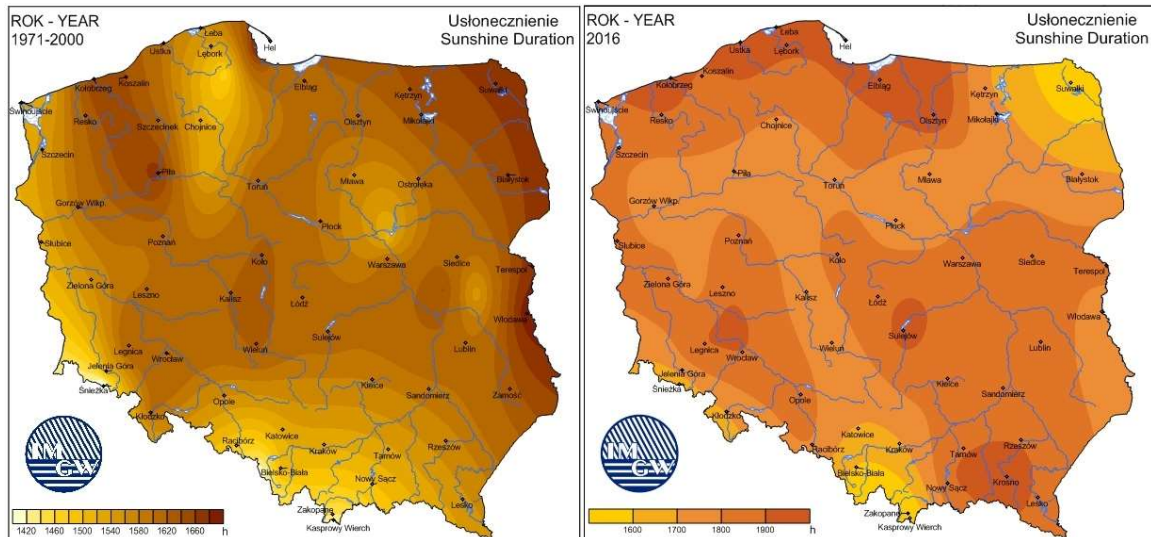 ROK - YEAR
1971-2000
Usłonecznienie
Sunshine Duration
Łeba
Hel
Ustka
Lębork
Kołobrzeg
Koszalin
Elbląg
Kętrzyn
Suwałki
Świnoujście
Resko
Szczecinek
Chojnice
Olsztyn
Mikołajki
Szczecin
Piła
Toruń
Mława
Ostrołęka
Białystok
Gorzów Wlkp.
Płock
Słubice
Poznań
Koło
Warszawa
Siedlce
Terespol
Zielona Góra
Leszno
Kalisz
Łódź
Włodawa
Sulejów
Legnica
Wrocław
Wieluń
Lublin
Jelenia Góra
Śnieżka
Kielce
Sandomierz
Zamość
Kłodzko
Opole
Racibórz
Katowice
Kraków
Tarnów
Rzeszów
Bielsko-Biała
Nowy Sącz
Lesko
Zakopane
Kasprowy Wierch
IM
GW
1420 1460 1500 1540 1580 1620 1660 h
ROK - YEAR
2016
Usłonecznienie
Sunshine Duration
Łeba
Hel
Ustka
Lębork
Kołobrzeg
Koszalin
Elbląg
Kętrzyn
Suwałki
Świnoujście
Resko
Chojnice
Olsztyn
Mikołajki
Szczecin
Piła
Toruń
Mława
Białystok
Gorzów Wlkp.
Płock
Słubice
Poznań
Koło
Warszawa
Siedlce
Terespol
Zielona Góra
Leszno
Kalisz
Łódź
Włodawa
Sulejów
Legnica
Wrocław
Wieluń
Lublin
Jelenia Góra
Śnieżka
Kielce
Sandomierz
Kłodzko
Opole
Racibórz
Katowice
Kraków
Tarnów
Rzeszów
Bielsko-Biała
Nowy Sącz
Krosno
Lesko
Zakopane
Kasprowy Wierch
IM
GW
1600 1700 1800 1900 h